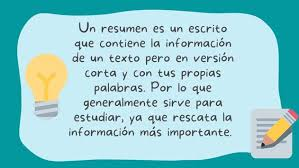 Un resumen es un escrito
que contiene la información
de un texto pero en versión
corta y con tus propias
palabras. Por lo que
generalmente sirve para
estudiar, ya que rescata la
información más importante.